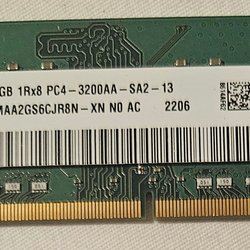 GB 1Rx8 PC4-3200AA-SA2-13
MAA2GS6CJR8N-XN N0 AC 2206